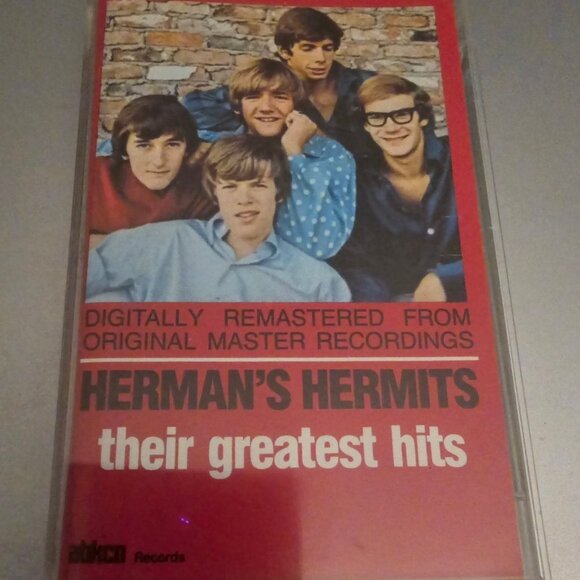 DIGITALLY REMASTERED FROM
ORIGINAL MASTER RECORDINGS
HERMAN'S HERMITS
their greatest hits
abkco Records